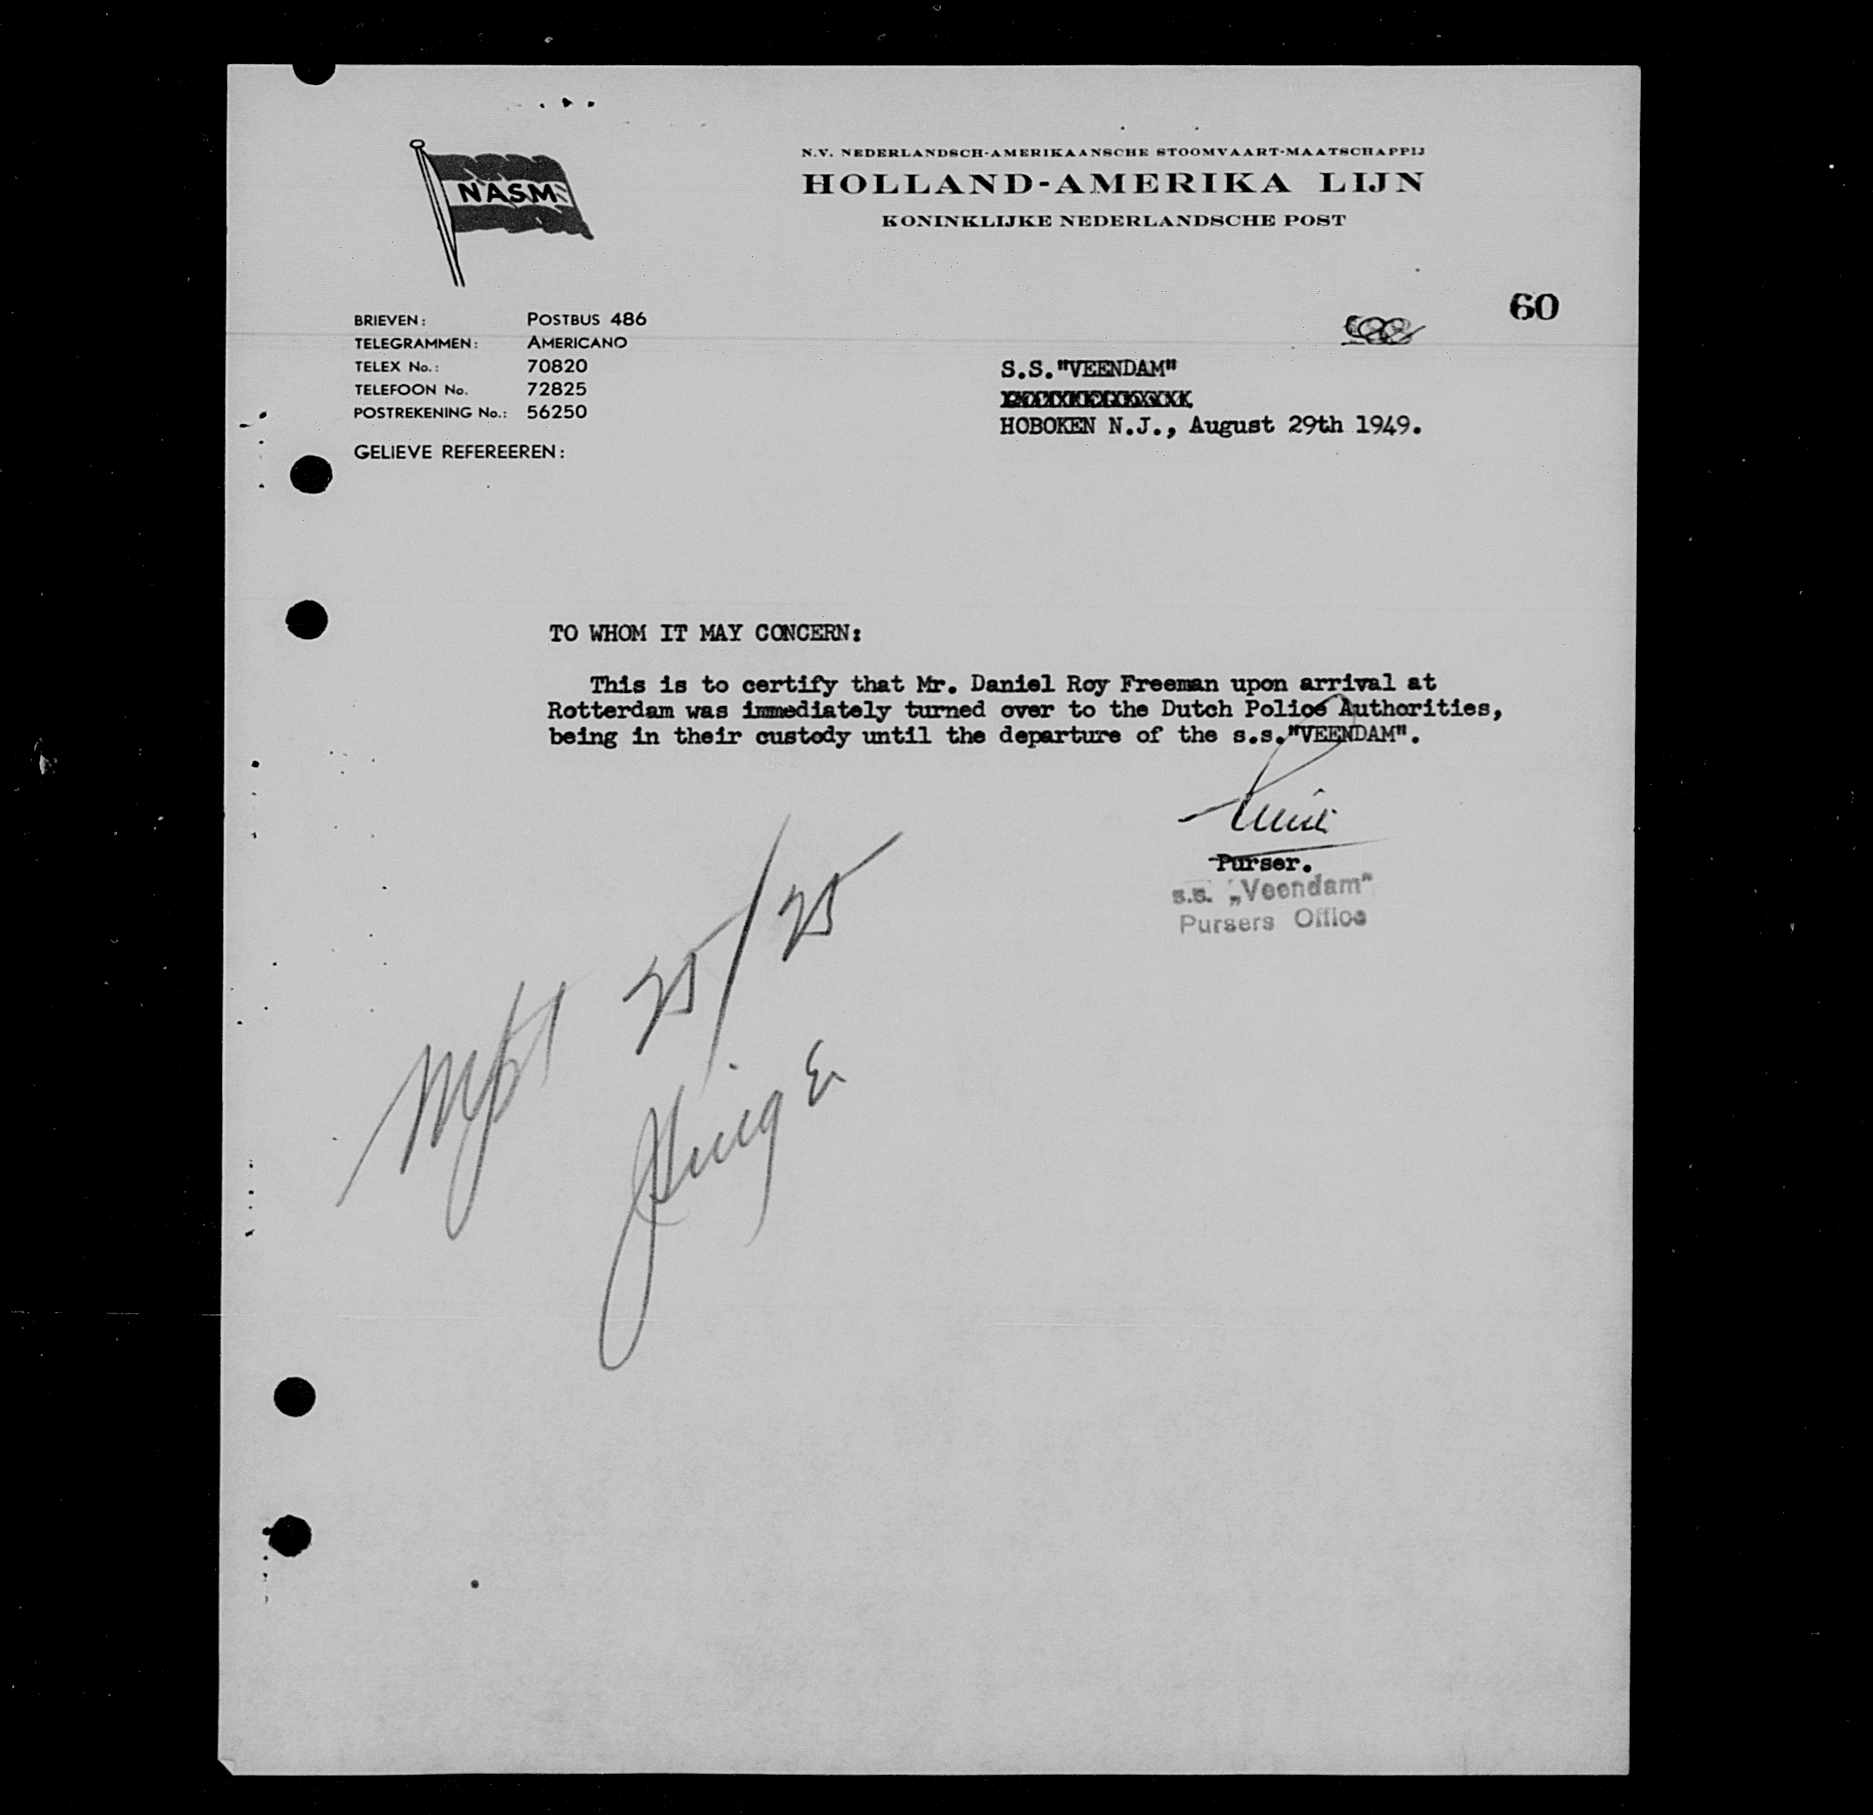 NASM
N.V. NEDERLANDSCH-AMERIKAANSCHE STOOMVAART-MAATSCHAPPIJ
HOLLAND-AMERIKA LIJN
KONINKLIJKE NEDERLANDSCHE POST
60
BRIEVEN: POSTBUS 486
TELEGRAMMEN: AMERICANO
TELEX No.: 70820
TELEFOON No. 72825
POSTREKENING No.: 56250
GELIEVE REFEREEREN:
S.S."VEENDAM"
HOBOKEN N.J., August 29th 1949.
TO WHOM IT MAY CONCERN:
This is to certify that Mr. Daniel Roy Freeman upon arrival at
Rotterdam was immediately turned over to the Dutch Police Authorities,
being in their custody until the departure of the s.s."VEENDAM".
Purser.
s.s. „Veendam"
Pursers Office